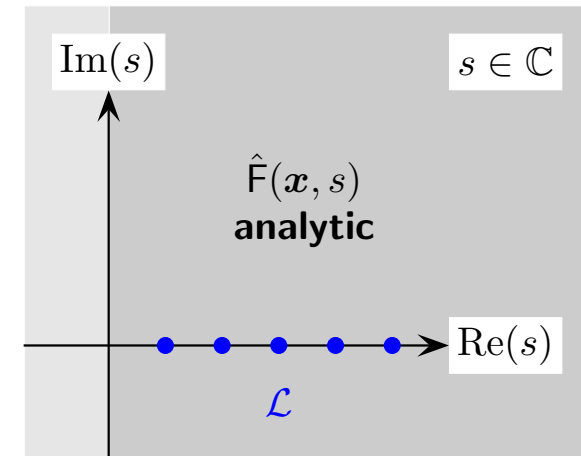 Im(s)
s ∈ ℂ
F̂(𝒙, s)
analytic
Re(s)
ℒ